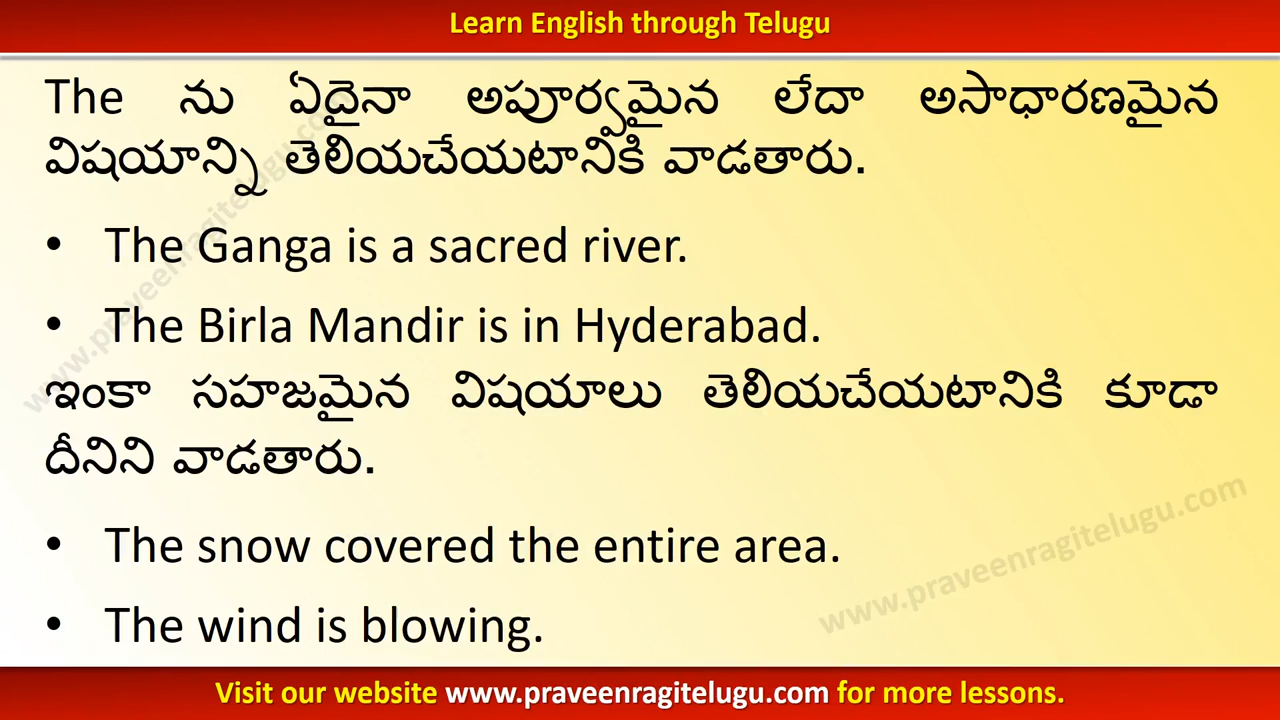 Learn English through Telugu
The ను ఏదైనా అపూర్వమైన లేదా అసాధారణమైన
విషయాన్ని తెలియచేయటానికి వాడతారు.
• The Ganga is a sacred river.
• The Birla Mandir is in Hyderabad.
ఇంకా సహజమైన విషయాలు తెలియచేయటానికి కూడా
దీనిని వాడతారు.
• The snow covered the entire area.
• The wind is blowing.
www.praveenragitelugu.com
www.praveenragitelugu.com
Visit our website www.praveenragitelugu.com for more lessons.